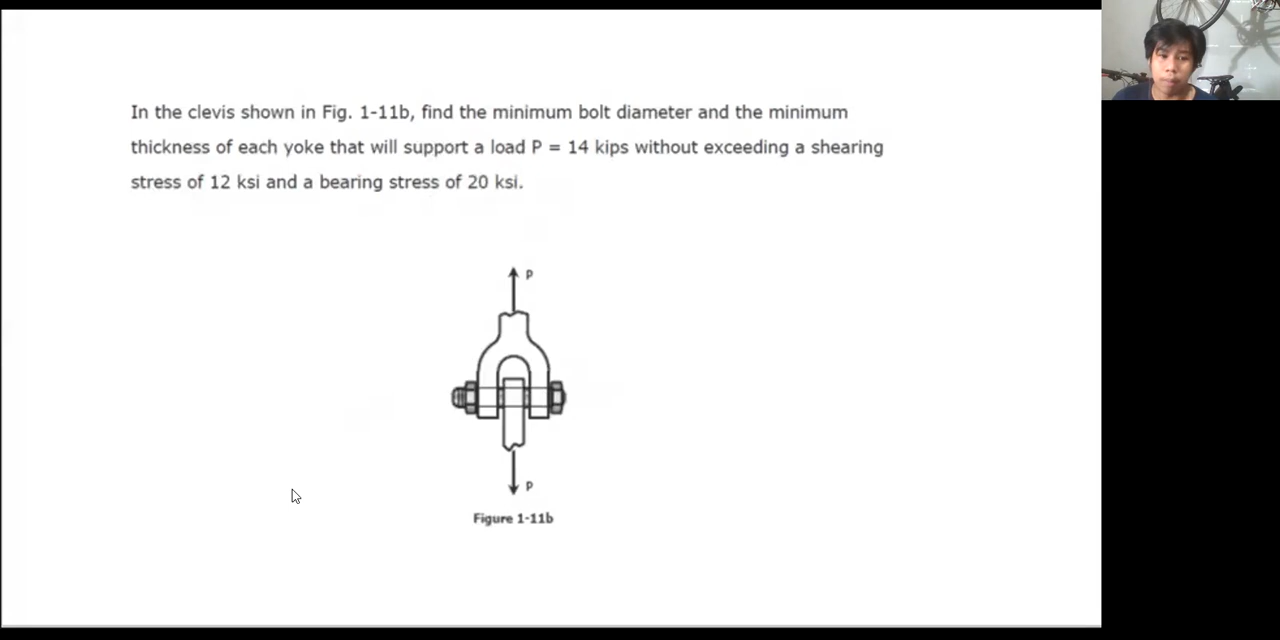 In the clevis shown in Fig. 1-11b, find the minimum bolt diameter and the minimum
thickness of each yoke that will support a load P = 14 kips without exceeding a shearing
stress of 12 ksi and a bearing stress of 20 ksi.
P
P
Figure 1-11b